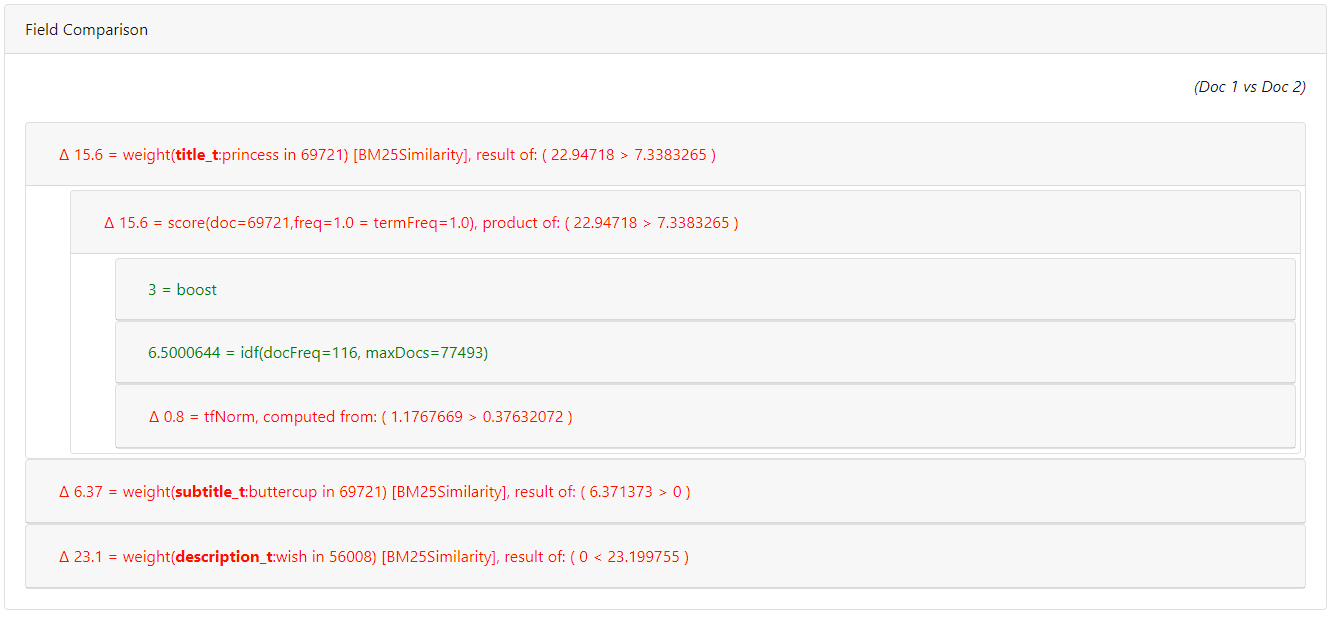 Field Comparison
(Doc 1 vs Doc 2)
Δ 15.6 = weight(title_t:princess in 69721) [BM25Similarity], result of: ( 22.94718 > 7.3383265 )
Δ 15.6 = score(doc=69721,freq=1.0 = termFreq=1.0), product of: ( 22.94718 > 7.3383265 )
3 = boost
6.5000644 = idf(docFreq=116, maxDocs=77493)
Δ 0.8 = tfNorm, computed from: ( 1.1767669 > 0.37632072 )
Δ 6.37 = weight(subtitle_t:buttercup in 69721) [BM25Similarity], result of: ( 6.371373 > 0 )
Δ 23.1 = weight(description_t:wish in 56008) [BM25Similarity], result of: ( 0 < 23.199755 )